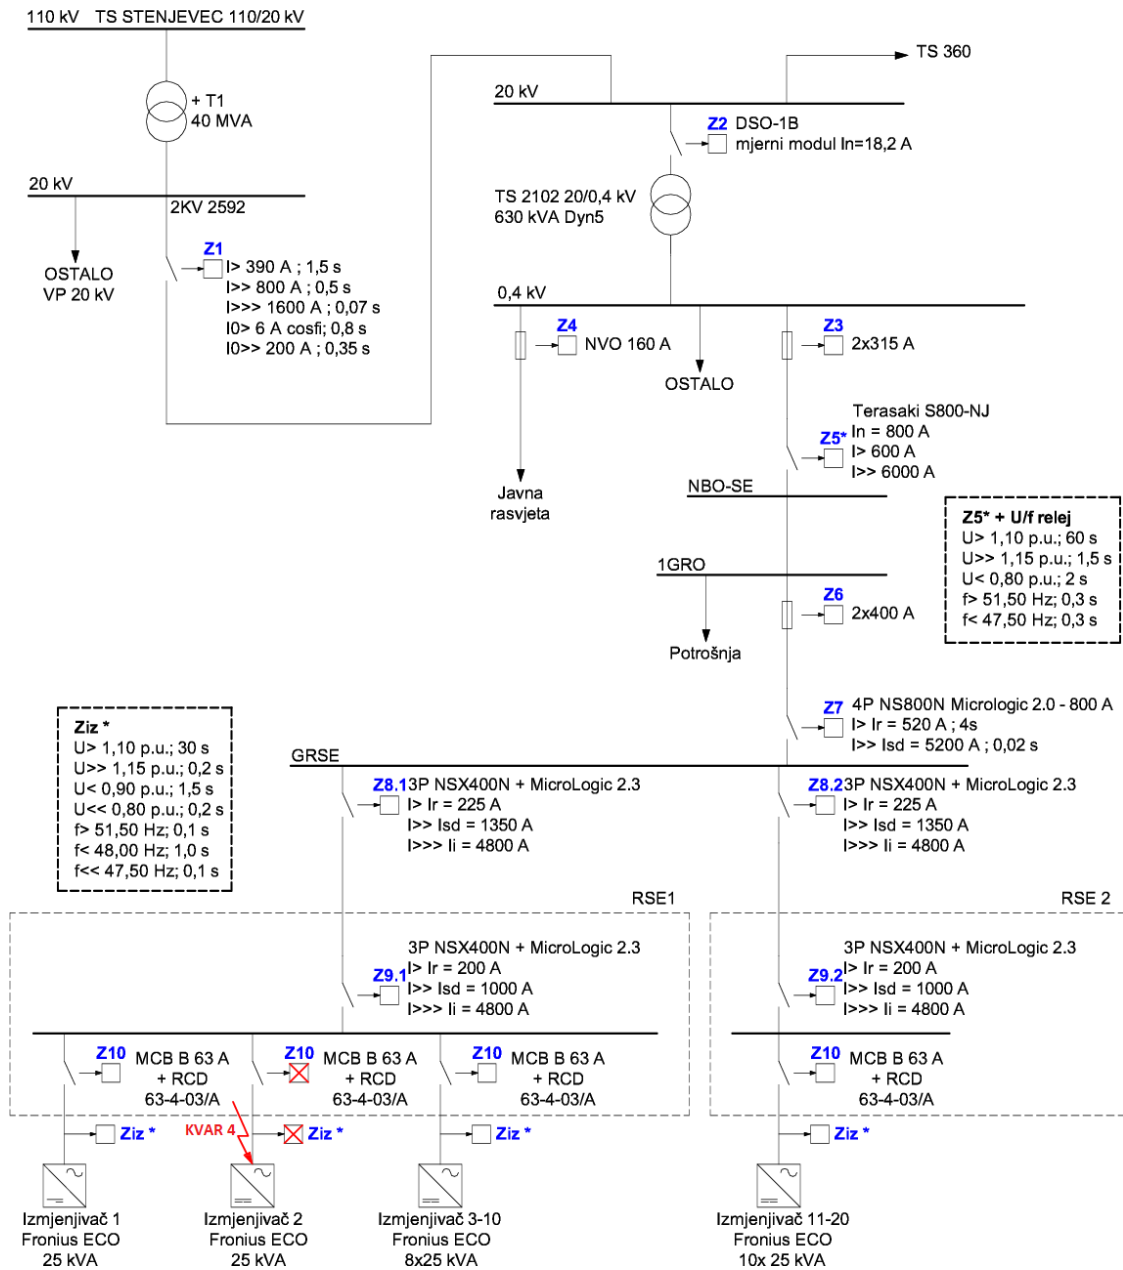 110 kV TS STENJEVEC 110/20 kV
+ T1
40 MVA
20 kV
2KV 2592
OSTALO
VP 20 kV
Z1
I> 390 A ; 1,5 s
I>> 800 A ; 0,5 s
I>>> 1600 A ; 0,07 s
I0> 6 A cosfi; 0,8 s
I0>> 200 A ; 0,35 s
TS 360
20 kV
Z2 DSO-1B
mjerni modul In=18,2 A
TS 2102 20/0,4 kV
630 kVA Dyn5
0,4 kV
Z4
NVO 160 A
Javna
rasvjeta
OSTALO
Z3
2x315 A
Terasaki S800-NJ
Z5*
In = 800 A
I> 600 A
I>> 6000 A
NBO-SE
Z5* + U/f relej
U> 1,10 p.u.; 60 s
U>> 1,15 p.u.; 1,5 s
U< 0,80 p.u.; 2 s
f> 51,50 Hz; 0,3 s
f< 47,50 Hz; 0,3 s
1GRO
Potrošnja
Z6
2x400 A
Z7
4P NS800N Micrologic 2.0 - 800 A
I> Ir = 520 A ; 4s
I>> Isd = 5200 A ; 0,02 s
Ziz *
U> 1,10 p.u.; 30 s
U>> 1,15 p.u.; 0,2 s
U< 0,90 p.u.; 1,5 s
U<< 0,80 p.u.; 0,2 s
f> 51,50 Hz; 0,1 s
f< 48,00 Hz; 1,0 s
f<< 47,50 Hz; 0,1 s
GRSE
Z8.1 3P NSX400N + MicroLogic 2.3
I> Ir = 225 A
I>> Isd = 1350 A
I>>> Ii = 4800 A
Z8.2 3P NSX400N + MicroLogic 2.3
I> Ir = 225 A
I>> Isd = 1350 A
I>>> Ii = 4800 A
RSE1
RSE 2
3P NSX400N + MicroLogic 2.3
Z9.1
I> Ir = 200 A
I>> Isd = 1000 A
I>>> Ii = 4800 A
3P NSX400N + MicroLogic 2.3
Z9.2
I> Ir = 200 A
I>> Isd = 1000 A
I>>> Ii = 4800 A
Z10
MCB B 63 A
+ RCD
63-4-03/A
Z10
MCB B 63 A
+ RCD
63-4-03/A
Z10
MCB B 63 A
+ RCD
63-4-03/A
Z10
MCB B 63 A
+ RCD
63-4-03/A
Ziz *
KVAR 4
Ziz *
Ziz *
Ziz *
Izmjenjivač 1
Fronius ECO
25 kVA
Izmjenjivač 2
Fronius ECO
25 kVA
Izmjenjivač 3-10
Fronius ECO
8x25 kVA
Izmjenjivač 11-20
Fronius ECO
10x 25 kVA